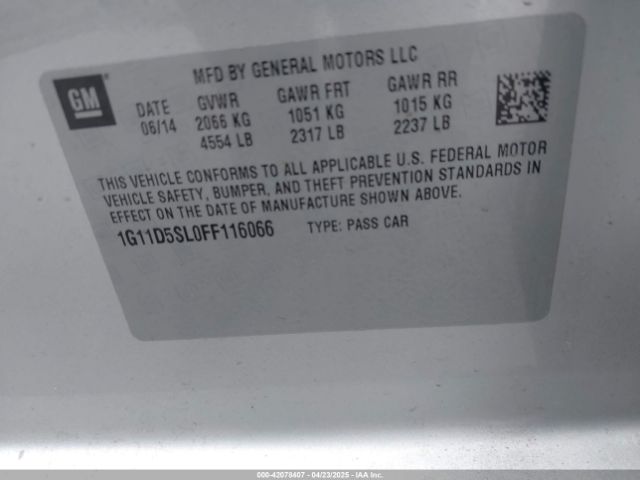 GM
MFD BY GENERAL MOTORS LLC
DATE GVWR GAWR FRT GAWR RR
06/14 2066 KG 1051 KG 1015 KG
4554 LB 2317 LB 2237 LB
THIS VEHICLE CONFORMS TO ALL APPLICABLE U.S. FEDERAL MOTOR
VEHICLE SAFETY, BUMPER, AND THEFT PREVENTION STANDARDS IN
EFFECT ON THE DATE OF MANUFACTURE SHOWN ABOVE.
1G11D5SL0FF116066 TYPE: PASS CAR
000-42078407 - 04/23/2025 - IAAI.COM